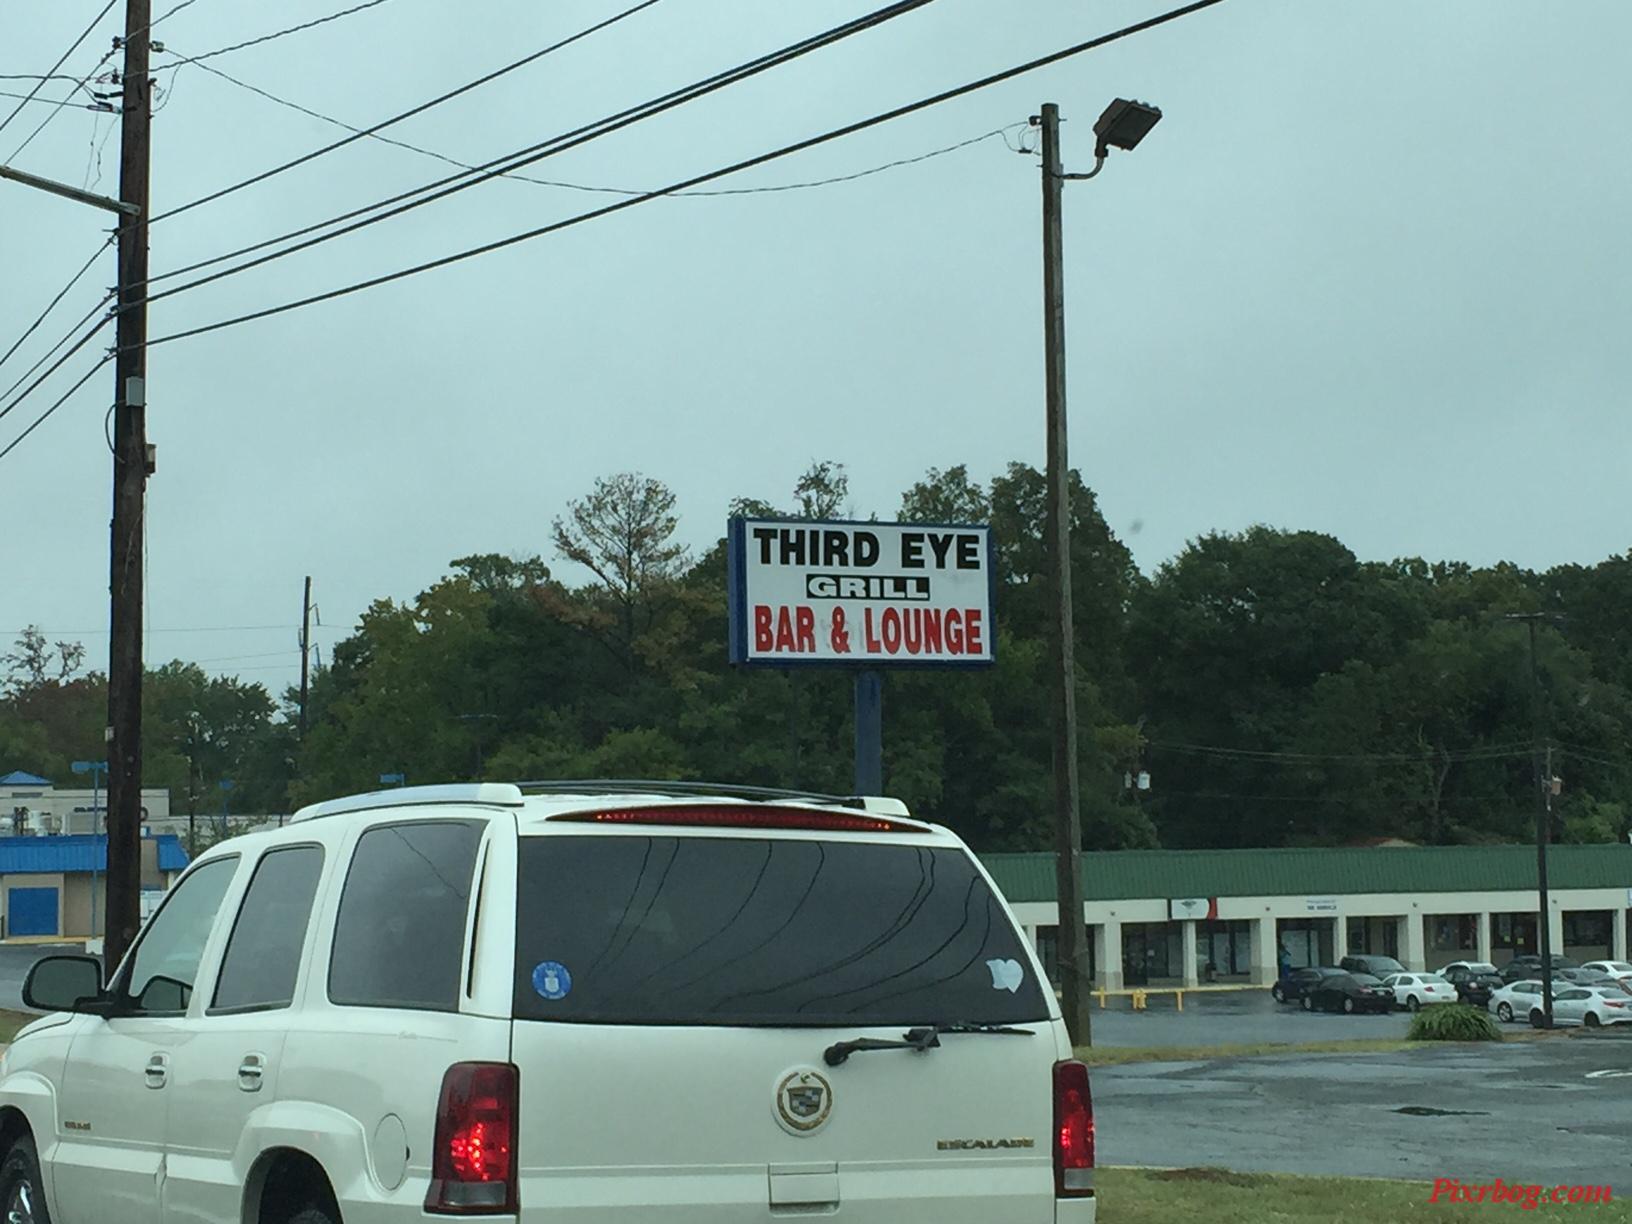 THIRD EYE
GRILL
BAR & LOUNGE
ESCALADE
Pixrbog.com